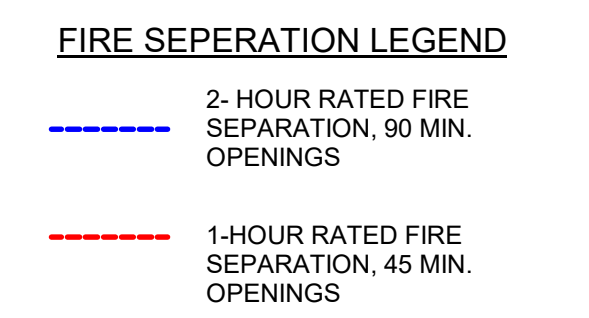 FIRE SEPERATION LEGEND
2- HOUR RATED FIRE
SEPARATION, 90 MIN.
OPENINGS
1-HOUR RATED FIRE
SEPARATION, 45 MIN.
OPENINGS